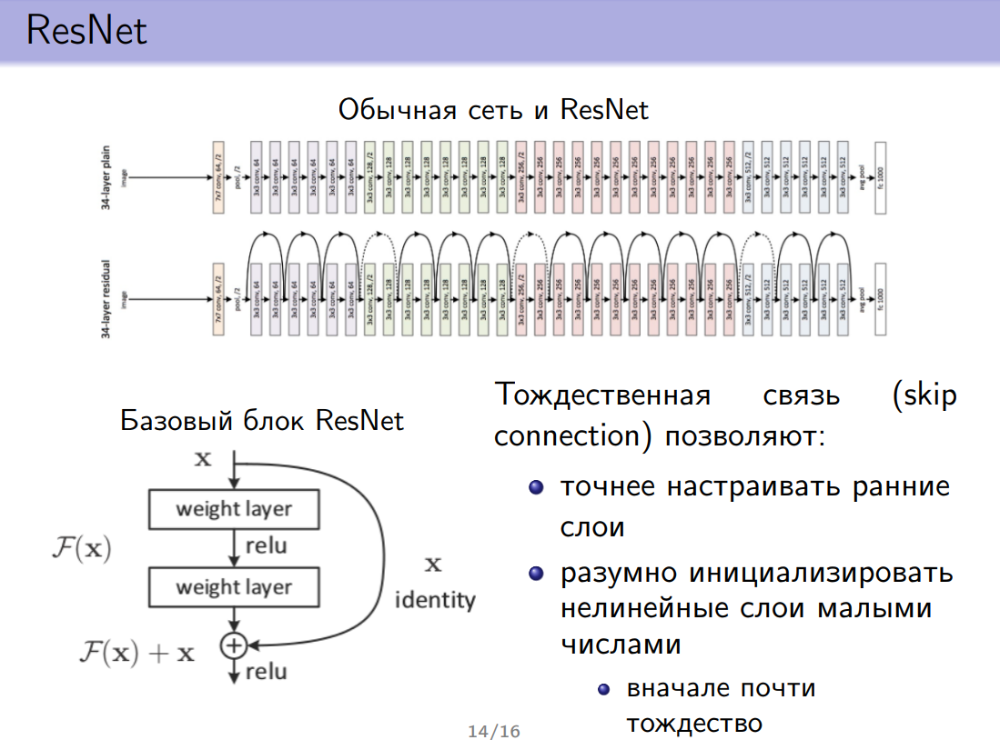 ResNet
Обычная сеть и ResNet
34-layer plain
image
7x7 conv, 64, /2
pool, /2
3x3 conv, 64
3x3 conv, 64
3x3 conv, 64
3x3 conv, 64
3x3 conv, 64
3x3 conv, 64
3x3 conv, 128, /2
3x3 conv, 128
3x3 conv, 128
3x3 conv, 128
3x3 conv, 128
3x3 conv, 128
3x3 conv, 128
3x3 conv, 128
3x3 conv, 256, /2
3x3 conv, 256
3x3 conv, 256
3x3 conv, 256
3x3 conv, 256
3x3 conv, 256
3x3 conv, 256
3x3 conv, 256
3x3 conv, 256
3x3 conv, 256
3x3 conv, 256
3x3 conv, 256
3x3 conv, 512, /2
3x3 conv, 512
3x3 conv, 512
3x3 conv, 512
3x3 conv, 512
3x3 conv, 512
avg pool
fc 1000
34-layer residual
image
7x7 conv, 64, /2
pool, /2
3x3 conv, 64
3x3 conv, 64
3x3 conv, 64
3x3 conv, 64
3x3 conv, 64
3x3 conv, 64
3x3 conv, 128, /2
3x3 conv, 128
3x3 conv, 128
3x3 conv, 128
3x3 conv, 128
3x3 conv, 128
3x3 conv, 128
3x3 conv, 128
3x3 conv, 256, /2
3x3 conv, 256
3x3 conv, 256
3x3 conv, 256
3x3 conv, 256
3x3 conv, 256
3x3 conv, 256
3x3 conv, 256
3x3 conv, 256
3x3 conv, 256
3x3 conv, 256
3x3 conv, 256
3x3 conv, 512, /2
3x3 conv, 512
3x3 conv, 512
3x3 conv, 512
3x3 conv, 512
3x3 conv, 512
avg pool
fc 1000
Базовый блок ResNet
x
weight layer
F(x)
relu
weight layer
x
identity
F(x) + x
relu
Тождественная связь (skip
connection) позволяют:
точнее настраивать ранние
слои
разумно инициализировать
нелинейные слои малыми
числами
вначале почти
тождество
14/16